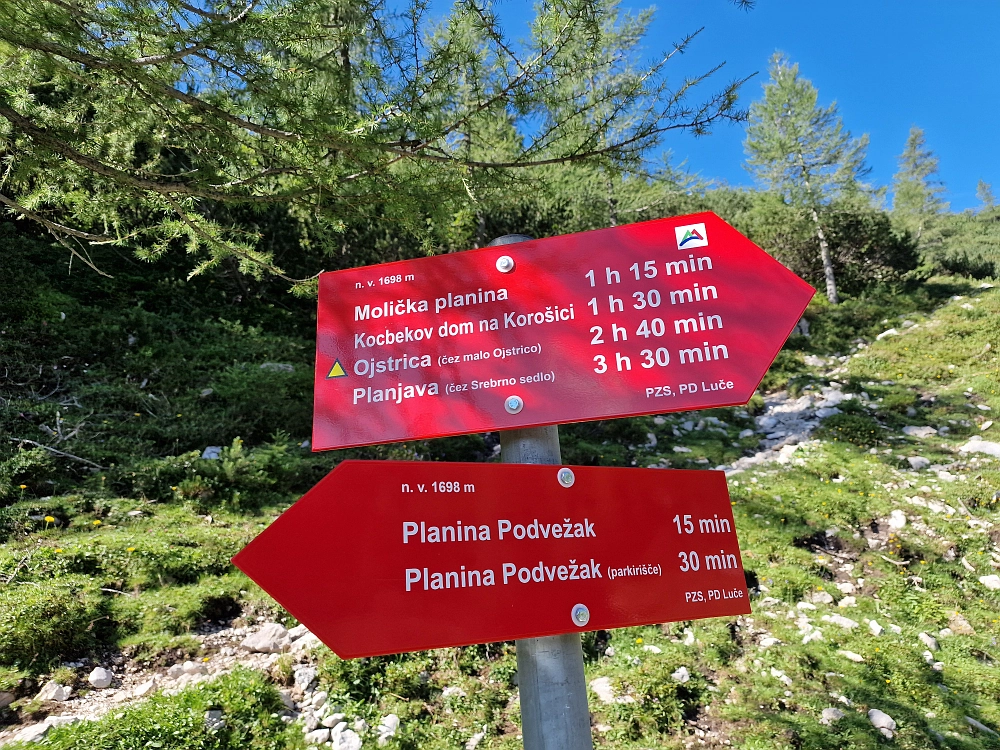 n. v. 1698 m
Molička planina 1 h 15 min
Kocbekov dom na Korošici 1 h 30 min
Ojstrica (čez malo Ojstrico) 2 h 40 min
Planjava (čez Srebrno sedlo) 3 h 30 min
PZS, PD Luče
n. v. 1698 m
Planina Podvežak 15 min
Planina Podvežak (parkirišče) 30 min
PZS, PD Luče